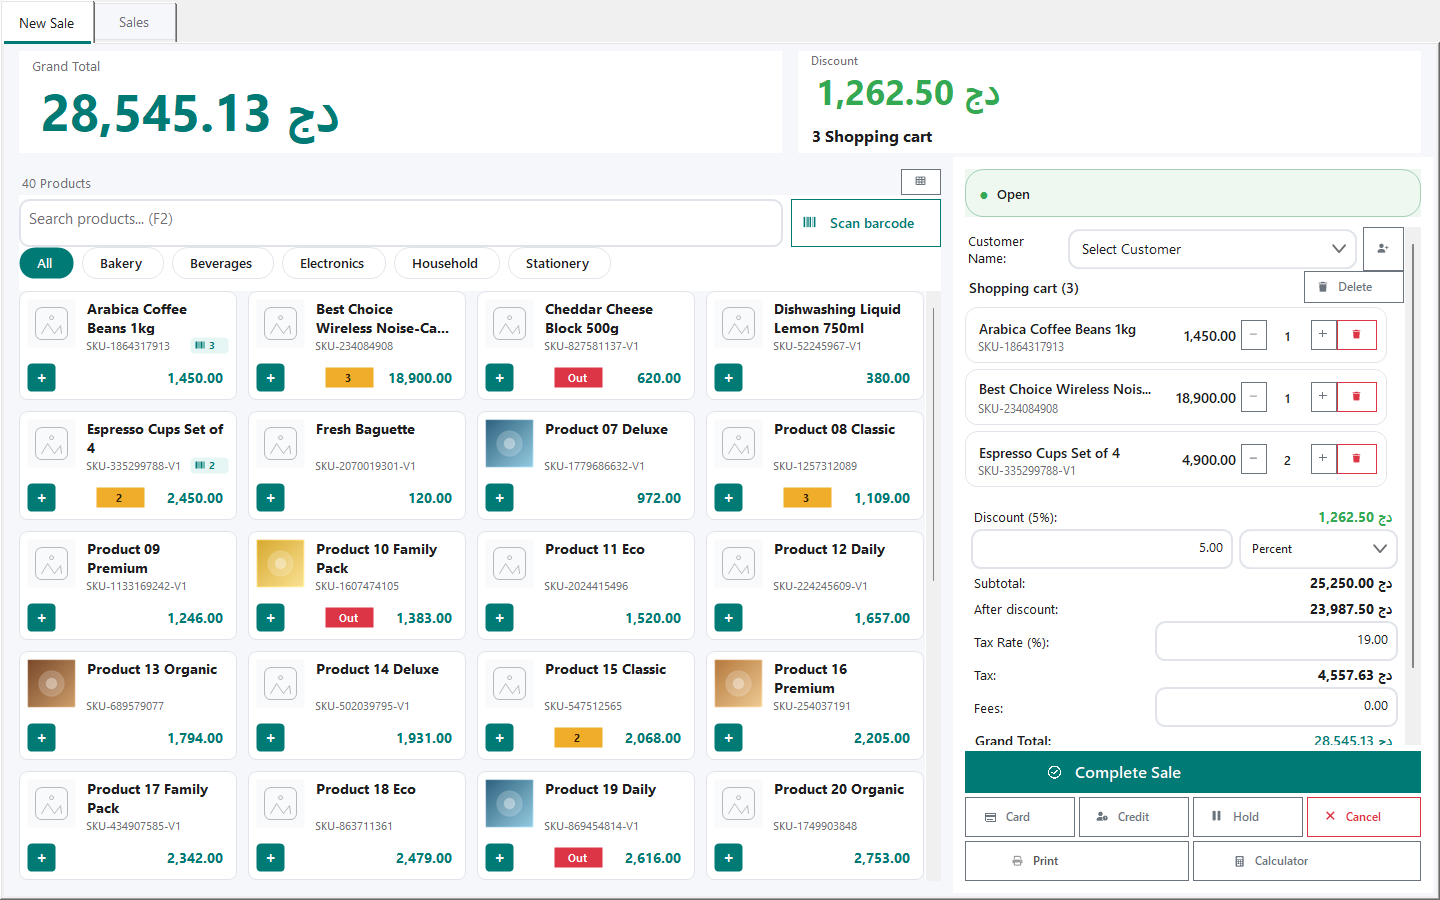 New Sale
Sales
Grand Total
28,545.13 دج
Discount
1,262.50 دج
3 Shopping cart
40 Products
Search products... (F2)
Scan barcode
All
Bakery
Beverages
Electronics
Household
Stationery
Arabica Coffee
Beans 1kg
SKU-1864317913
3
+
1,450.00
Best Choice
Wireless Noise-Ca...
SKU-234084908
+
3
18,900.00
Cheddar Cheese
Block 500g
SKU-827581137-V1
+
Out
620.00
Dishwashing Liquid
Lemon 750ml
SKU-52245967-V1
+
380.00
Espresso Cups Set of
4
SKU-335299788-V1
2
+
2
2,450.00
Fresh Baguette
SKU-2070019301-V1
+
120.00
Product 07 Deluxe
SKU-1779686632-V1
+
972.00
Product 08 Classic
SKU-1257312089
+
3
1,109.00
Product 09
Premium
SKU-1133169242-V1
+
1,246.00
Product 10 Family
Pack
SKU-1607474105
+
Out
1,383.00
Product 11 Eco
SKU-2024415496
+
1,520.00
Product 12 Daily
SKU-224245609-V1
+
1,657.00
Product 13 Organic
SKU-689579077
+
1,794.00
Product 14 Deluxe
SKU-502039795-V1
+
1,931.00
Product 15 Classic
SKU-547512565
+
2
2,068.00
Product 16
Premium
SKU-254037191
+
2,205.00
Product 17 Family
Pack
SKU-434907585-V1
+
2,342.00
Product 18 Eco
SKU-863711361
+
2,479.00
Product 19 Daily
SKU-869454814-V1
+
Out
2,616.00
Product 20 Organic
SKU-1749903848
+
2,753.00
Open
Customer
Name:
Select Customer
Shopping cart (3)
Delete
Arabica Coffee Beans 1kg
SKU-1864317913
1,450.00
−
1
+
Best Choice Wireless Nois...
SKU-234084908
18,900.00
−
1
+
Espresso Cups Set of 4
SKU-335299788-V1
4,900.00
−
2
+
Discount (5%):
1,262.50 دج
5.00
Percent
Subtotal:
25,250.00 دج
After discount:
23,987.50 دج
Tax Rate (%):
19.00
Tax:
4,557.63 دج
Fees:
0.00
Grand Total:
28,545.13 دج
Complete Sale
Card
Credit
Hold
Cancel
Print
Calculator